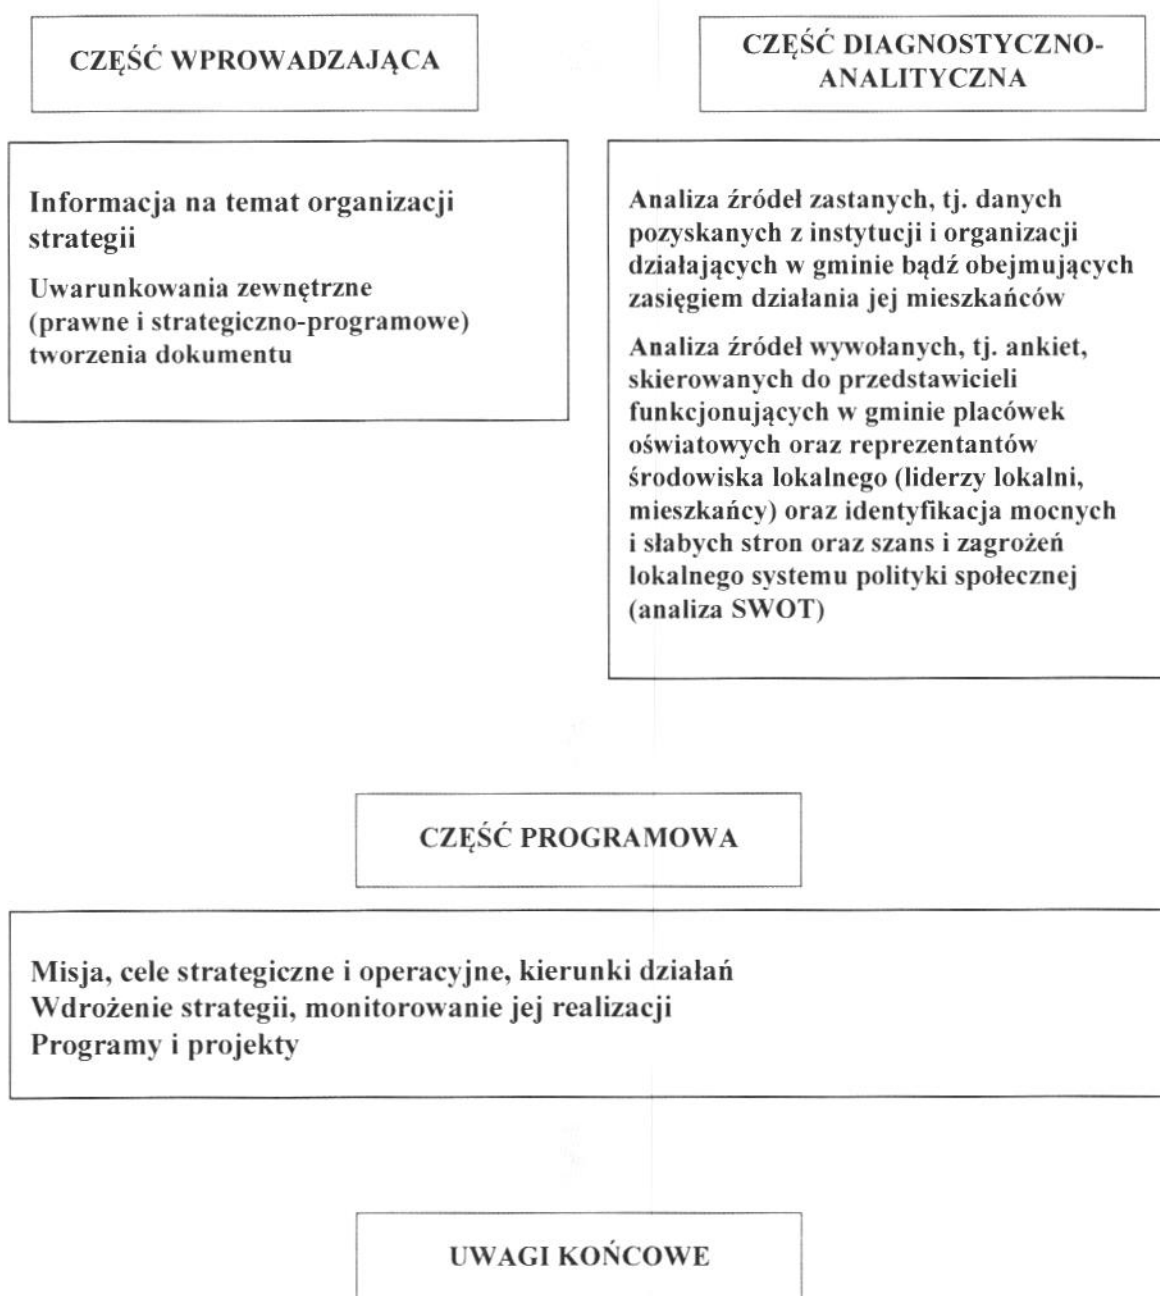 CZĘŚĆ WPROWADZAJĄCA
Informacja na temat organizacji
strategii
Uwarunkowania zewnętrzne
(prawne i strategiczno-programowe)
tworzenia dokumentu
CZĘŚĆ DIAGNOSTYCZNO-
ANALITYCZNA
Analiza źródeł zastanych, tj. danych
pozyskanych z instytucji i organizacji
działających w gminie bądź obejmujących
zasięgiem działania jej mieszkańców
Analiza źródeł wywołanych, tj. ankiet,
skierowanych do przedstawicieli
funkcjonujących w gminie placówek
oświatowych oraz reprezentantów
środowiska lokalnego (liderzy lokalni,
mieszkańcy) oraz identyfikacja mocnych
i słabych stron oraz szans i zagrożeń
lokalnego systemu polityki społecznej
(analiza SWOT)
CZĘŚĆ PROGRAMOWA
Misja, cele strategiczne i operacyjne, kierunki działań
Wdrożenie strategii, monitorowanie jej realizacji
Programy i projekty
UWAGI KOŃCOWE